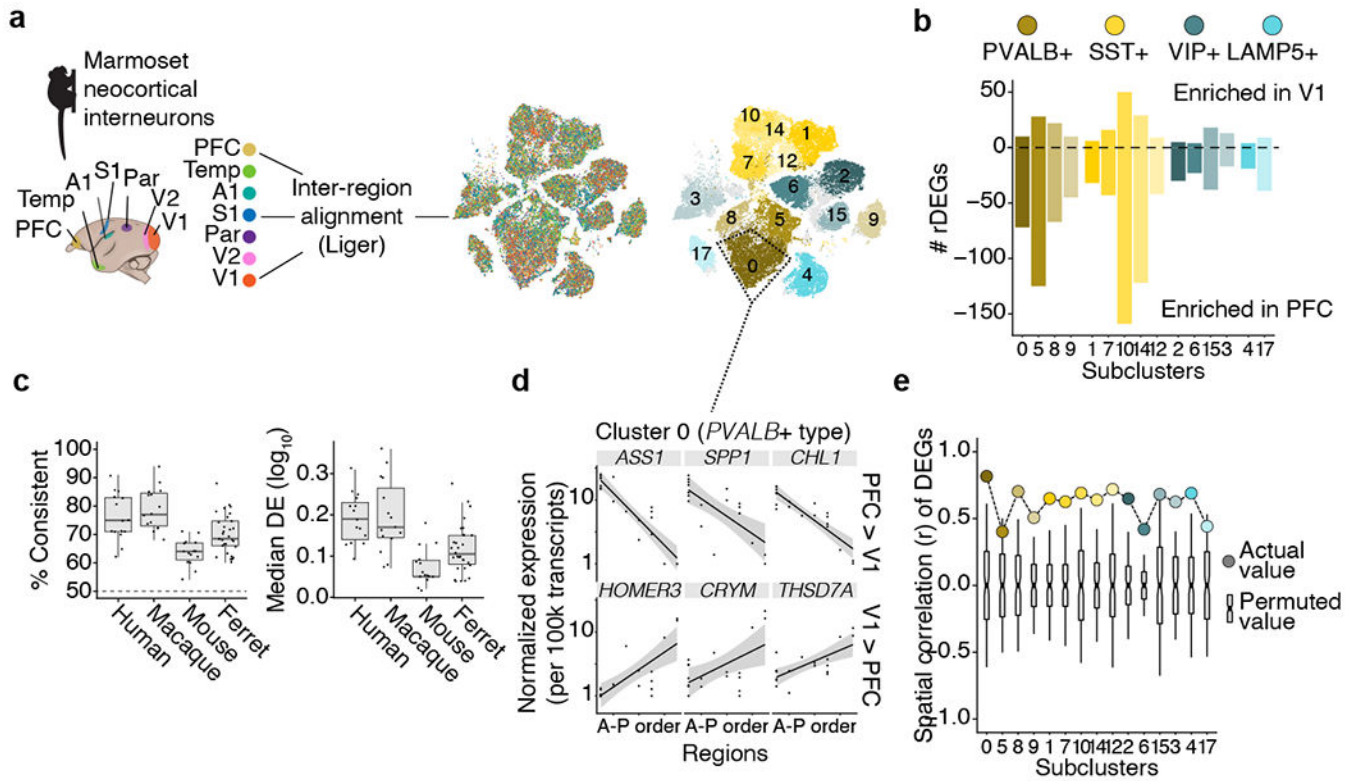 a
Marmoset
neocortical
interneurons
PFC
Temp
A1
S1
Par
V2
V1
A1
S1
Par
Temp
V2
PFC
V1
Inter-region
alignment
(Liger)
10
14
1
7
12
2
6
3
8
5
15
9
17
0
4
b
PVALB+ SST+ VIP+ LAMP5+
# rDEGs
50
0
−50
−100
−150
Enriched in V1
Enriched in PFC
0 5 8 9 1 7 10 14 12 2 6 15 3 4 17
Subclusters
c
% Consistent
100
90
80
70
60
50
Human
Macaque
Mouse
Ferret
Median DE (log10)
0.3
0.2
0.1
0.0
Human
Macaque
Mouse
Ferret
d
Cluster 0 (PVALB+ type)
ASS1 SPP1 CHL1
HOMER3 CRYM THSD7A
Normalized expression
(per 100k transcripts)
10
1
10
1
PFC > V1
V1 > PFC
A-P order A-P order A-P order
Regions
e
Spatial correlation (r) of DEGs
1.0
0.5
0.0
-0.5
-1.0
Actual
value
Permuted
value
0 5 8 9 1 7 10 14 12 2 6 15 3 4 17
Subclusters